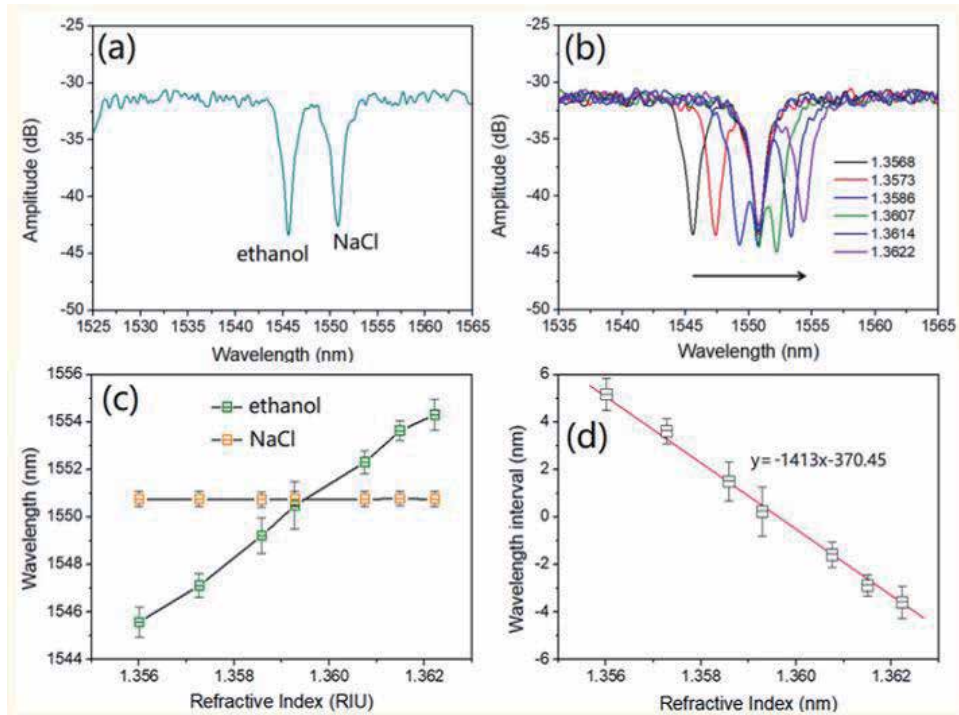 (a)
Amplitude (dB)
-25
-30
-35
-40
-45
-50
ethanol
NaCl
1525 1530 1535 1540 1545 1550 1555 1560 1565
Wavelength (nm)
(b)
Amplitude (dB)
-25
-30
-35
-40
-45
-50
1.3568
1.3573
1.3586
1.3607
1.3614
1.3622
1535 1540 1545 1550 1555 1560 1565
Wavelength (nm)
(c)
Wavelength (nm)
1556
1554
1552
1550
1548
1546
1544
ethanol
NaCl
1.356 1.358 1.360 1.362
Refractive Index (RIU)
(d)
Wavelength interval (nm)
6
4
2
0
-2
-4
-6
y= -1413x-370.45
1.356 1.358 1.360 1.362
Refractive Index (nm)